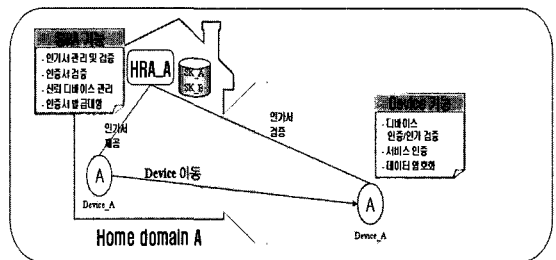 HRA 기능
- 인가서 관리 및 검증
- 인증서 검증
- 신뢰 디바이스 관리
- 인증서 발급대행
HRA_A
SK_A
SK_B
인가서
제공
인가서
검증
Device 기능
- 디바이스
인증/인가 검증
- 서비스 인증
- 데이터 암호화
A
Device 이동
A
Device_A
Device_A
Home domain A